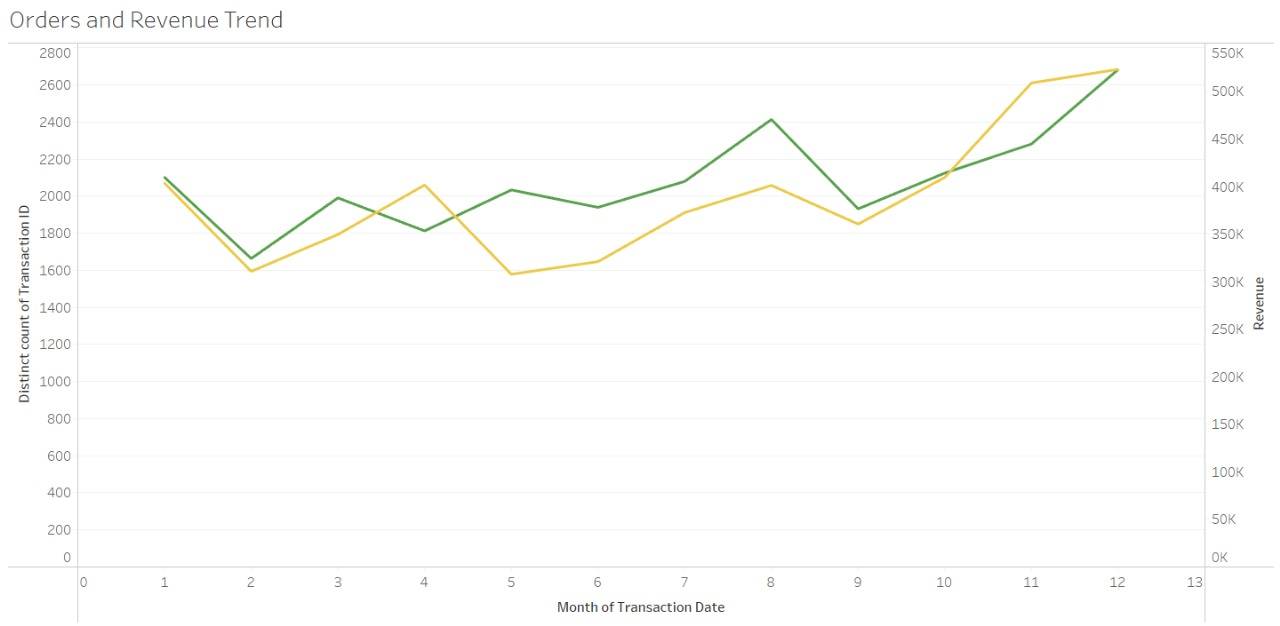 Orders and Revenue Trend
2800
2600
2400
2200
2000
1800
1600
1400
1200
1000
800
600
400
200
0
Distinct count of Transaction ID
550K
500K
450K
400K
350K
300K
250K
200K
150K
100K
50K
0K
Revenue
0 1 2 3 4 5 6 7 8 9 10 11 12 13
Month of Transaction Date